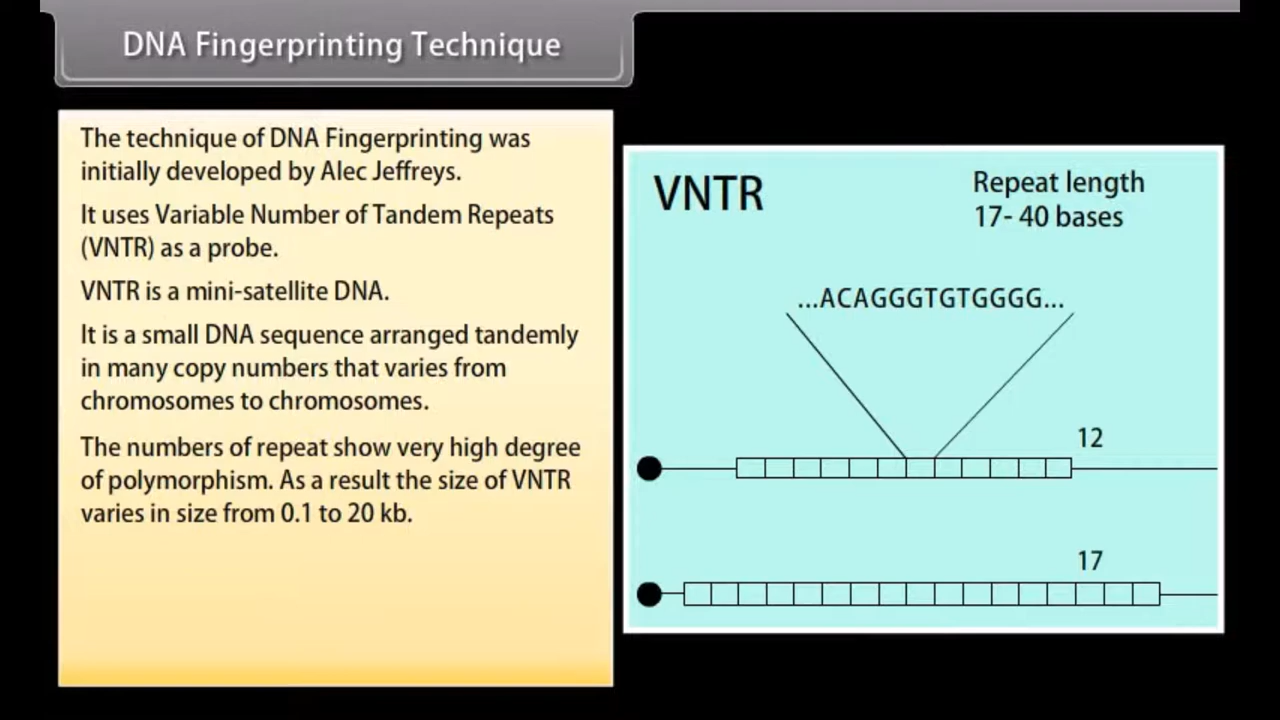 DNA Fingerprinting Technique
The technique of DNA Fingerprinting was
initially developed by Alec Jeffreys.
It uses Variable Number of Tandem Repeats
(VNTR) as a probe.
VNTR is a mini-satellite DNA.
It is a small DNA sequence arranged tandemly
in many copy numbers that varies from
chromosomes to chromosomes.
The numbers of repeat show very high degree
of polymorphism. As a result the size of VNTR
varies in size from 0.1 to 20 kb.
VNTR
Repeat length
17- 40 bases
...ACAGGGTGTGGGG...
12
17